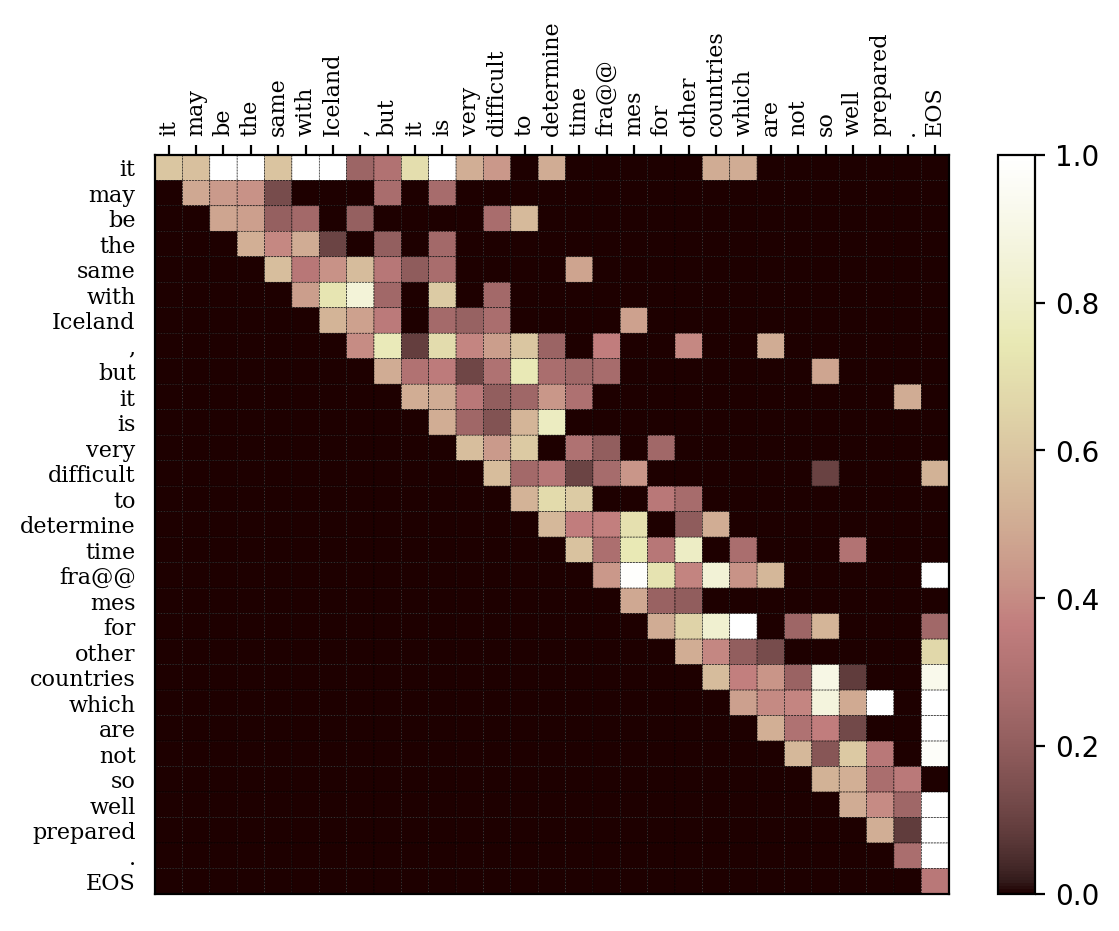 it
may
be
the
same
with
Iceland
,
but
it
is
very
difficult
to
determine
time
fra@@
mes
for
other
countries
which
are
not
so
well
prepared
.
EOS
it
may
be
the
same
with
Iceland
,
but
it
is
very
difficult
to
determine
time
fra@@
mes
for
other
countries
which
are
not
so
well
prepared
.
EOS
1.0
0.8
0.6
0.4
0.2
0.0